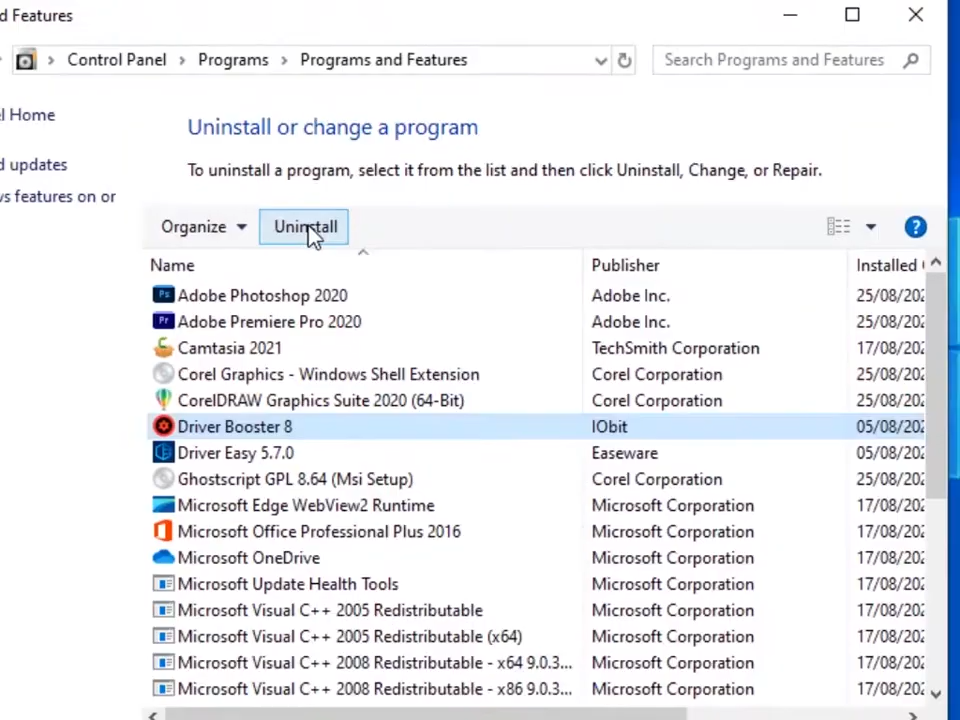 d Features
Control Panel > Programs > Programs and Features
Search Programs and Features
el Home
Uninstall or change a program
d updates
To uninstall a program, select it from the list and then click Uninstall, Change, or Repair.
ws features on or
Organize
Uninstall
?
Name Publisher Installed
Ps Adobe Photoshop 2020 Adobe Inc. 25/08/202
Pr Adobe Premiere Pro 2020 Adobe Inc. 25/08/202
Camtasia 2021 TechSmith Corporation 17/08/202
Corel Graphics - Windows Shell Extension Corel Corporation 25/08/202
CorelDRAW Graphics Suite 2020 (64-Bit) Corel Corporation 25/08/202
Driver Booster 8 IObit 05/08/202
Driver Easy 5.7.0 Easeware 05/08/202
Ghostscript GPL 8.64 (Msi Setup) Corel Corporation 25/08/202
Microsoft Edge WebView2 Runtime Microsoft Corporation 17/08/202
Microsoft Office Professional Plus 2016 Microsoft Corporation 17/08/202
Microsoft OneDrive Microsoft Corporation 17/08/202
Microsoft Update Health Tools Microsoft Corporation 17/08/202
Microsoft Visual C++ 2005 Redistributable Microsoft Corporation 17/08/202
Microsoft Visual C++ 2005 Redistributable (x64) Microsoft Corporation 17/08/202
Microsoft Visual C++ 2008 Redistributable - x64 9.0.3... Microsoft Corporation 17/08/202
Microsoft Visual C++ 2008 Redistributable - x86 9.0.3... Microsoft Corporation 17/08/202